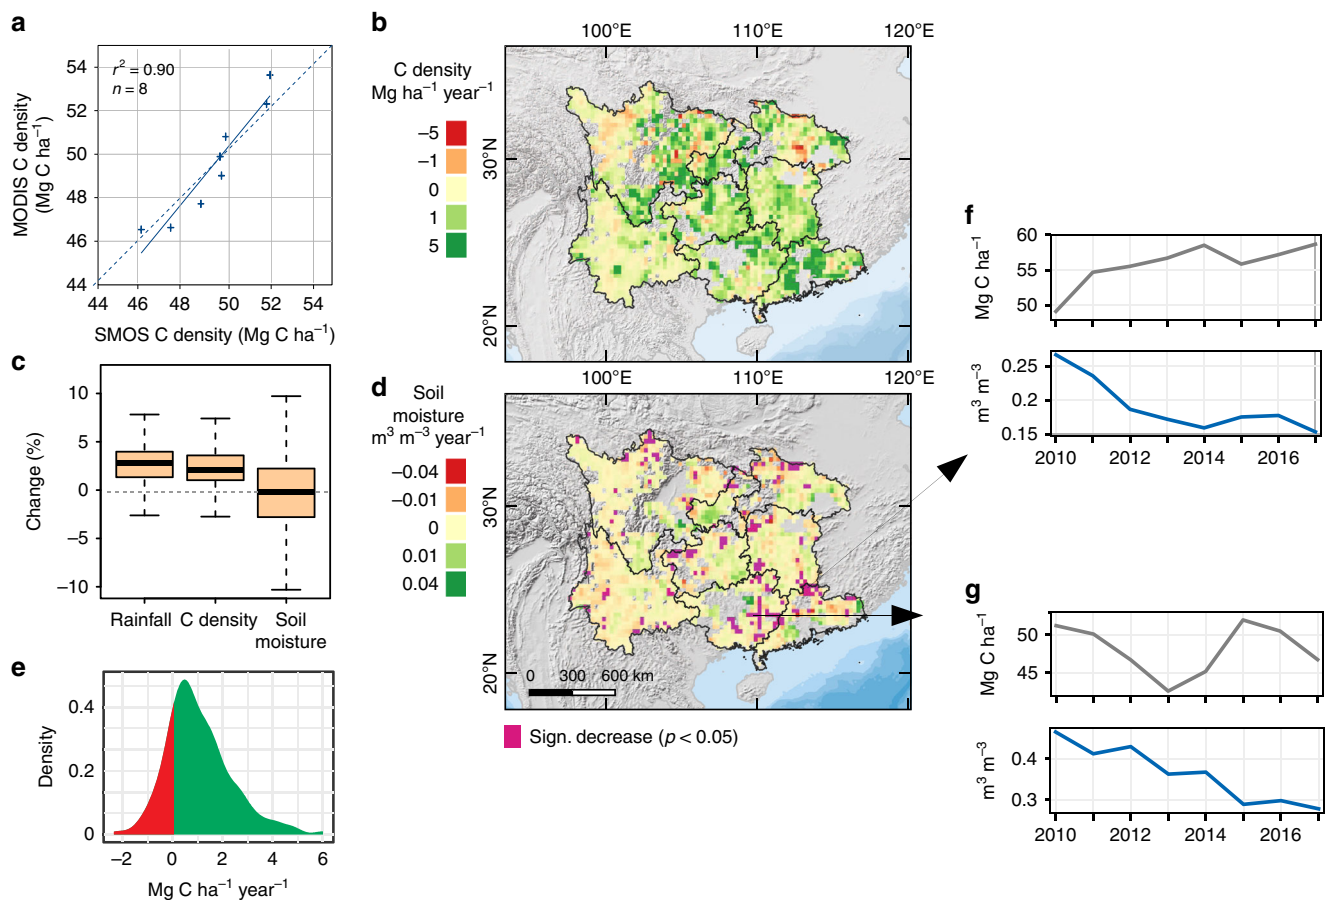 a
r² = 0.90
n = 8
54
52
50
48
46
44
44
46
48
50
52
54
MODIS C density
(Mg C ha⁻¹)
SMOS C density (Mg C ha⁻¹)
b
100°E
110°E
120°E
C density
Mg ha⁻¹ year⁻¹
−5
−1
0
1
5
30°N
20°N
c
10
5
0
−5
−10
Change (%)
Rainfall
C density
Soil
moisture
d
100°E
110°E
120°E
Soil
moisture
m³ m⁻³ year⁻¹
−0.04
−0.01
0
0.01
0.04
30°N
20°N
0 300 600 km
Sign. decrease (p < 0.05)
e
0.4
0.2
0
Density
−2
0
2
4
6
Mg C ha⁻¹ year⁻¹
f
60
55
50
Mg C ha⁻¹
0.25
0.2
0.15
m³ m⁻³
2010
2012
2014
2016
g
50
45
Mg C ha⁻¹
0.4
0.3
m³ m⁻³
2010
2012
2014
2016